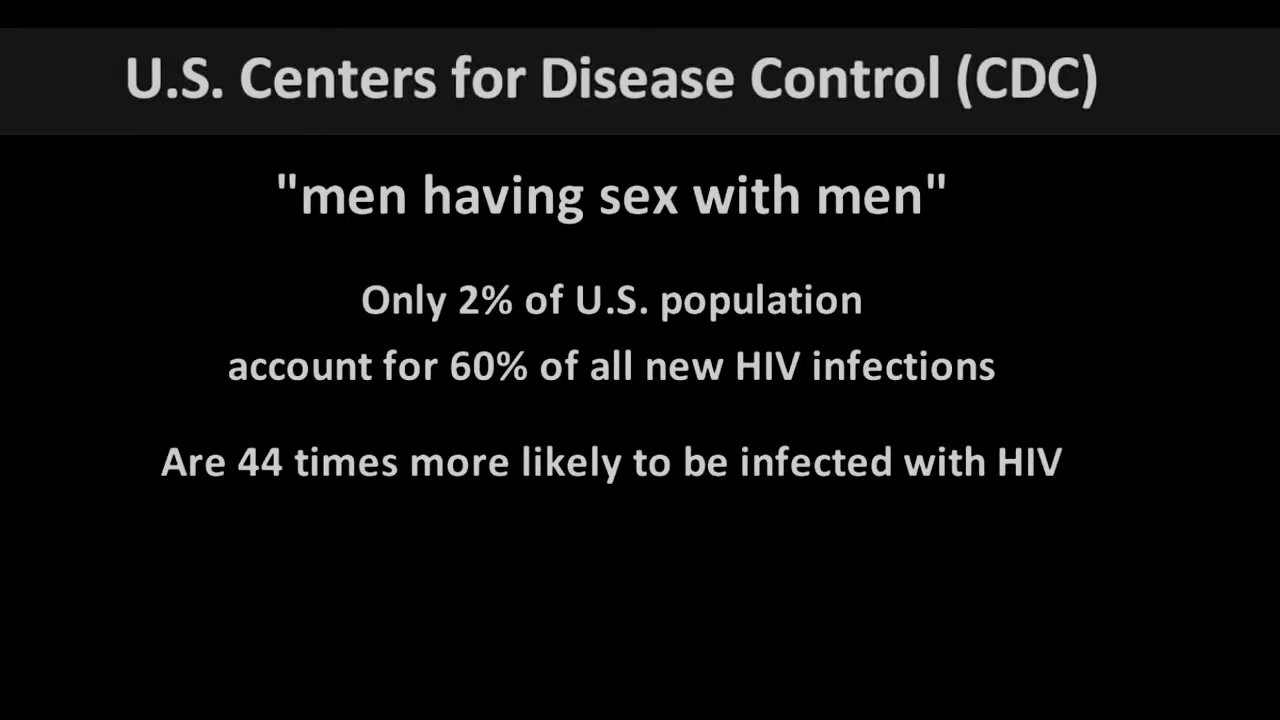 U.S. Centers for Disease Control (CDC)
"men having sex with men"
Only 2% of U.S. population
account for 60% of all new HIV infections
Are 44 times more likely to be infected with HIV